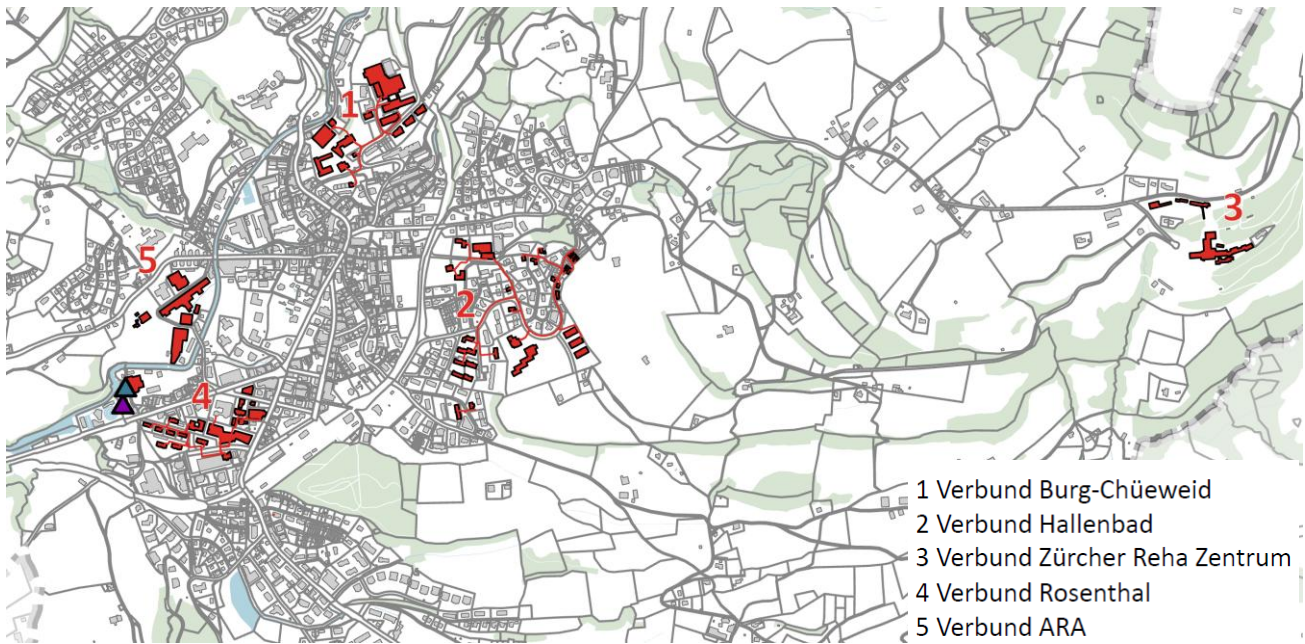 1
3
5
2
4
1 Verbund Burg-Chüeweid
2 Verbund Hallenbad
3 Verbund Zürcher Reha Zentrum
4 Verbund Rosenthal
5 Verbund ARA